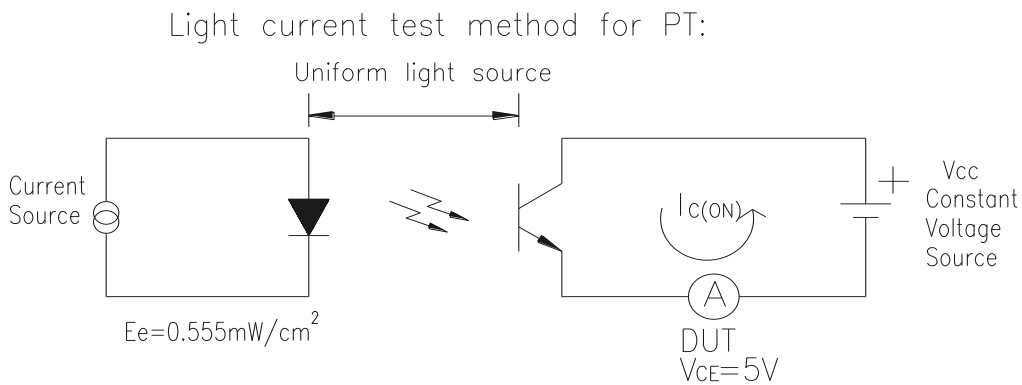 Light current test method for PT:
Uniform light source
Current
Source
IC(ON)
+
Vcc
Constant
Voltage
Source
A
Ee=0.555mW/cm²
DUT
VCE=5V